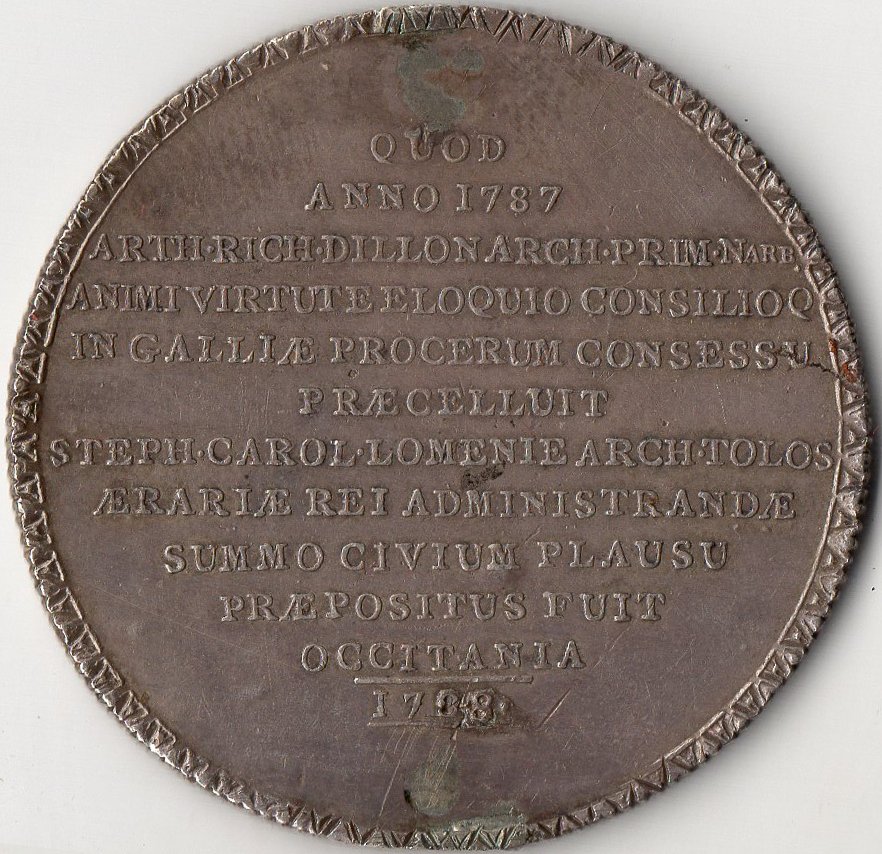 QUOD
ANNO 1787
ARTH·RICH·DILLON ARCH·PRIM·NARB
ANIMI VIRTUTE ELOQUIO CONSILIOQ
IN GALLIÆ PROCERUM CONSESSU
PRÆCELLUIT
STEPH·CAROL·LOMENIE ARCH·TOLOS
ÆRARIÆ REI ADMINISTRANDÆ
SUMMO CIVIUM PLAUSU
PRÆPOSITUS FUIT
OCCITANIA
1788·